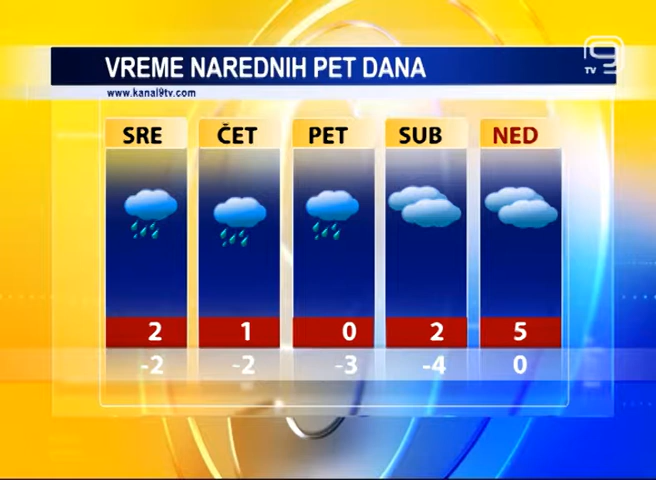 VREME NAREDNIH PET DANA
9
TV
www.kanal9tv.com
SRE ČET PET SUB NED
2 1 0 2 5
-2 -2 -3 -4 0